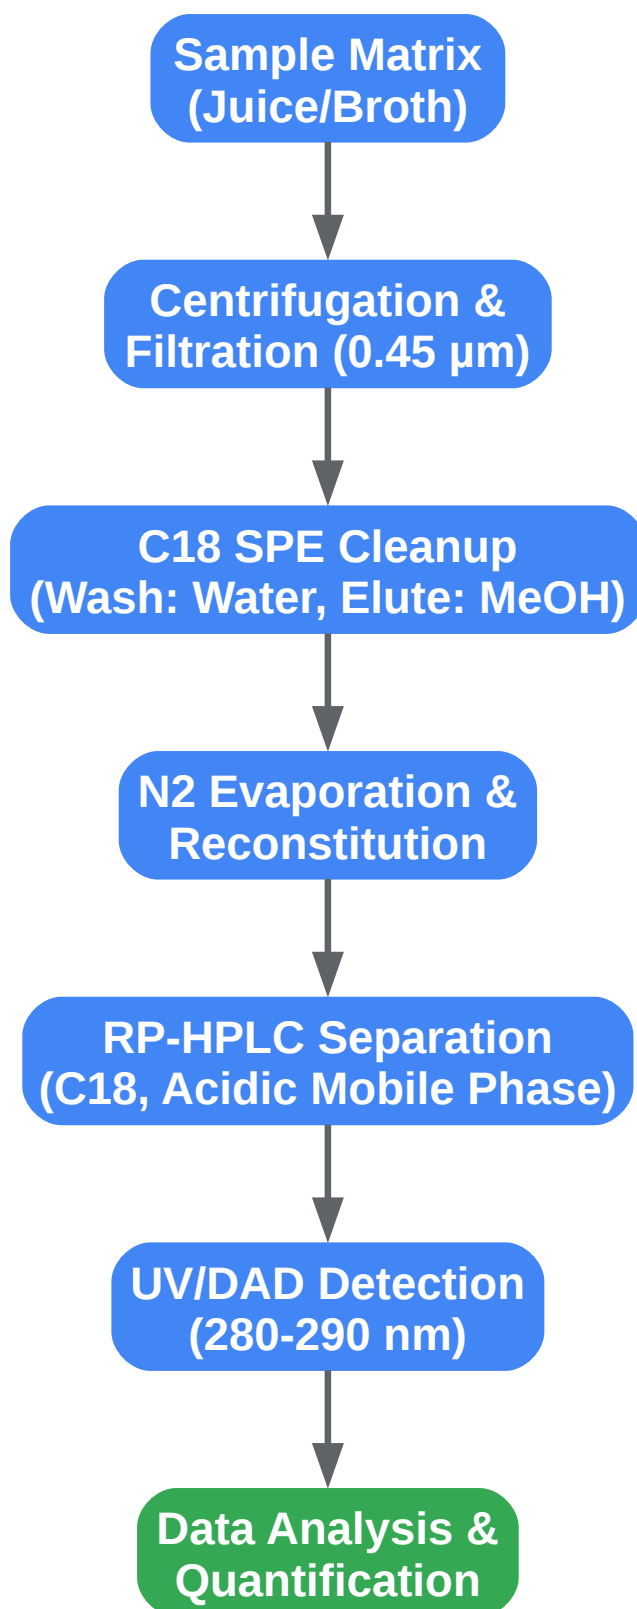 Sample Matrix
(Juice/Broth)
Centrifugation &
Filtration (0.45 µm)
C18 SPE Cleanup
(Wash: Water, Elute: MeOH)
N2 Evaporation &
Reconstitution
RP-HPLC Separation
(C18, Acidic Mobile Phase)
UV/DAD Detection
(280-290 nm)
Data Analysis &
Quantification